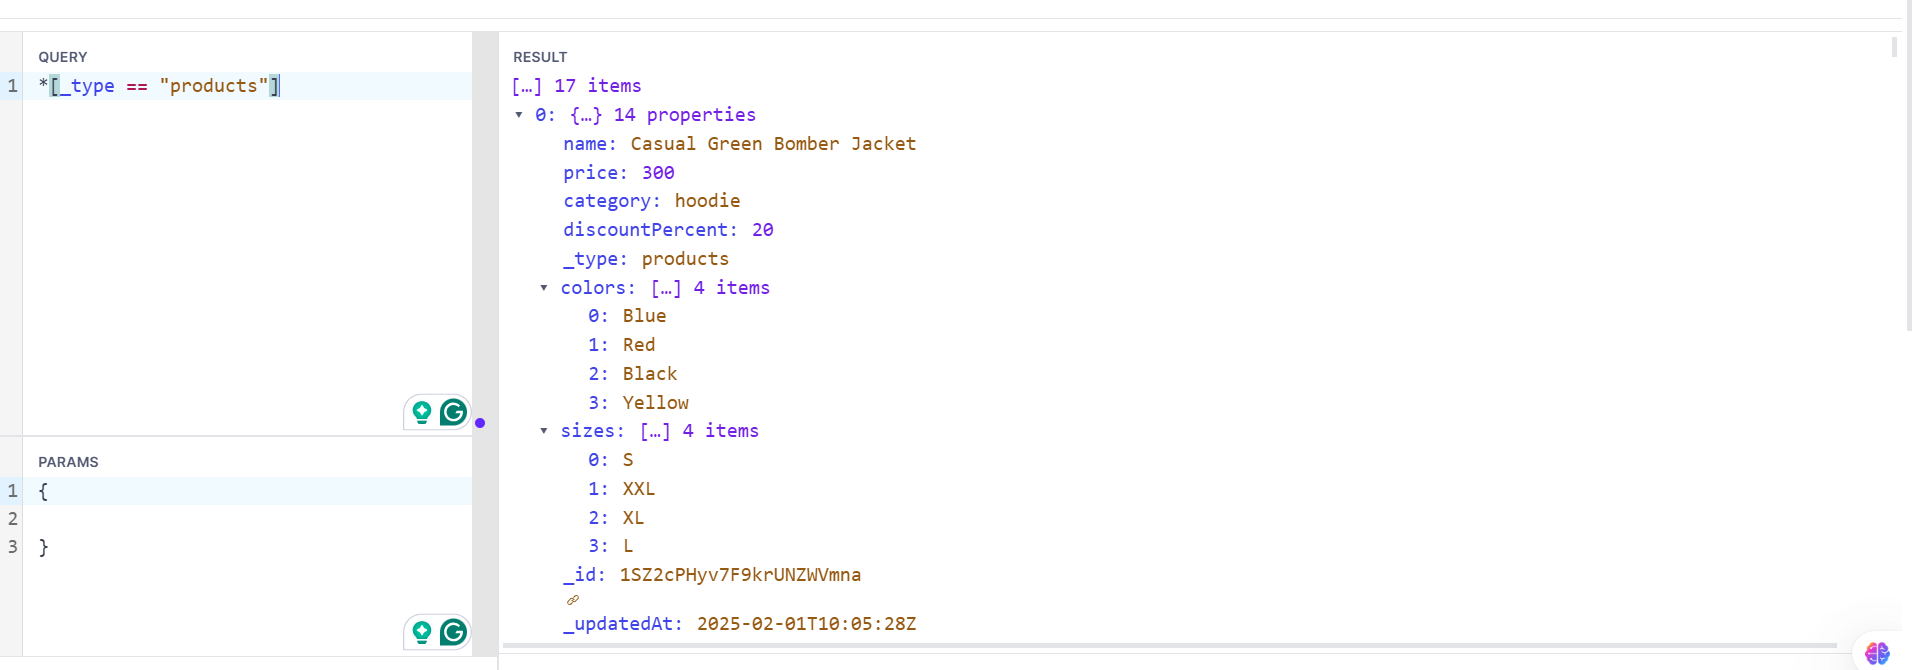 QUERY
1 *[_type == "products"]
PARAMS
1 {
2
3 }
RESULT
[…] 17 items
0: {…} 14 properties
name: Casual Green Bomber Jacket
price: 300
category: hoodie
discountPercent: 20
_type: products
colors: […] 4 items
0: Blue
1: Red
2: Black
3: Yellow
sizes: […] 4 items
0: S
1: XXL
2: XL
3: L
_id: 1SZ2cPHyv7F9krUNZWVmna
_updatedAt: 2025-02-01T10:05:28Z